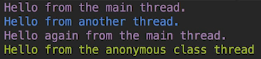 Hello from the main thread.
Hello from another thread.
Hello again from the main thread.
Hello from the anonymous class thread